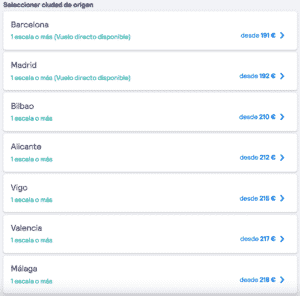 Seleccionar ciudad de origen
Barcelona
1 escala o más (Vuelo directo disponible)
desde 191 €
Madrid
1 escala o más (Vuelo directo disponible)
desde 192 €
Bilbao
1 escala o más
desde 210 €
Alicante
1 escala o más
desde 212 €
Vigo
1 escala o más
desde 215 €
Valencia
1 escala o más
desde 217 €
Málaga
1 escala o más
desde 218 €